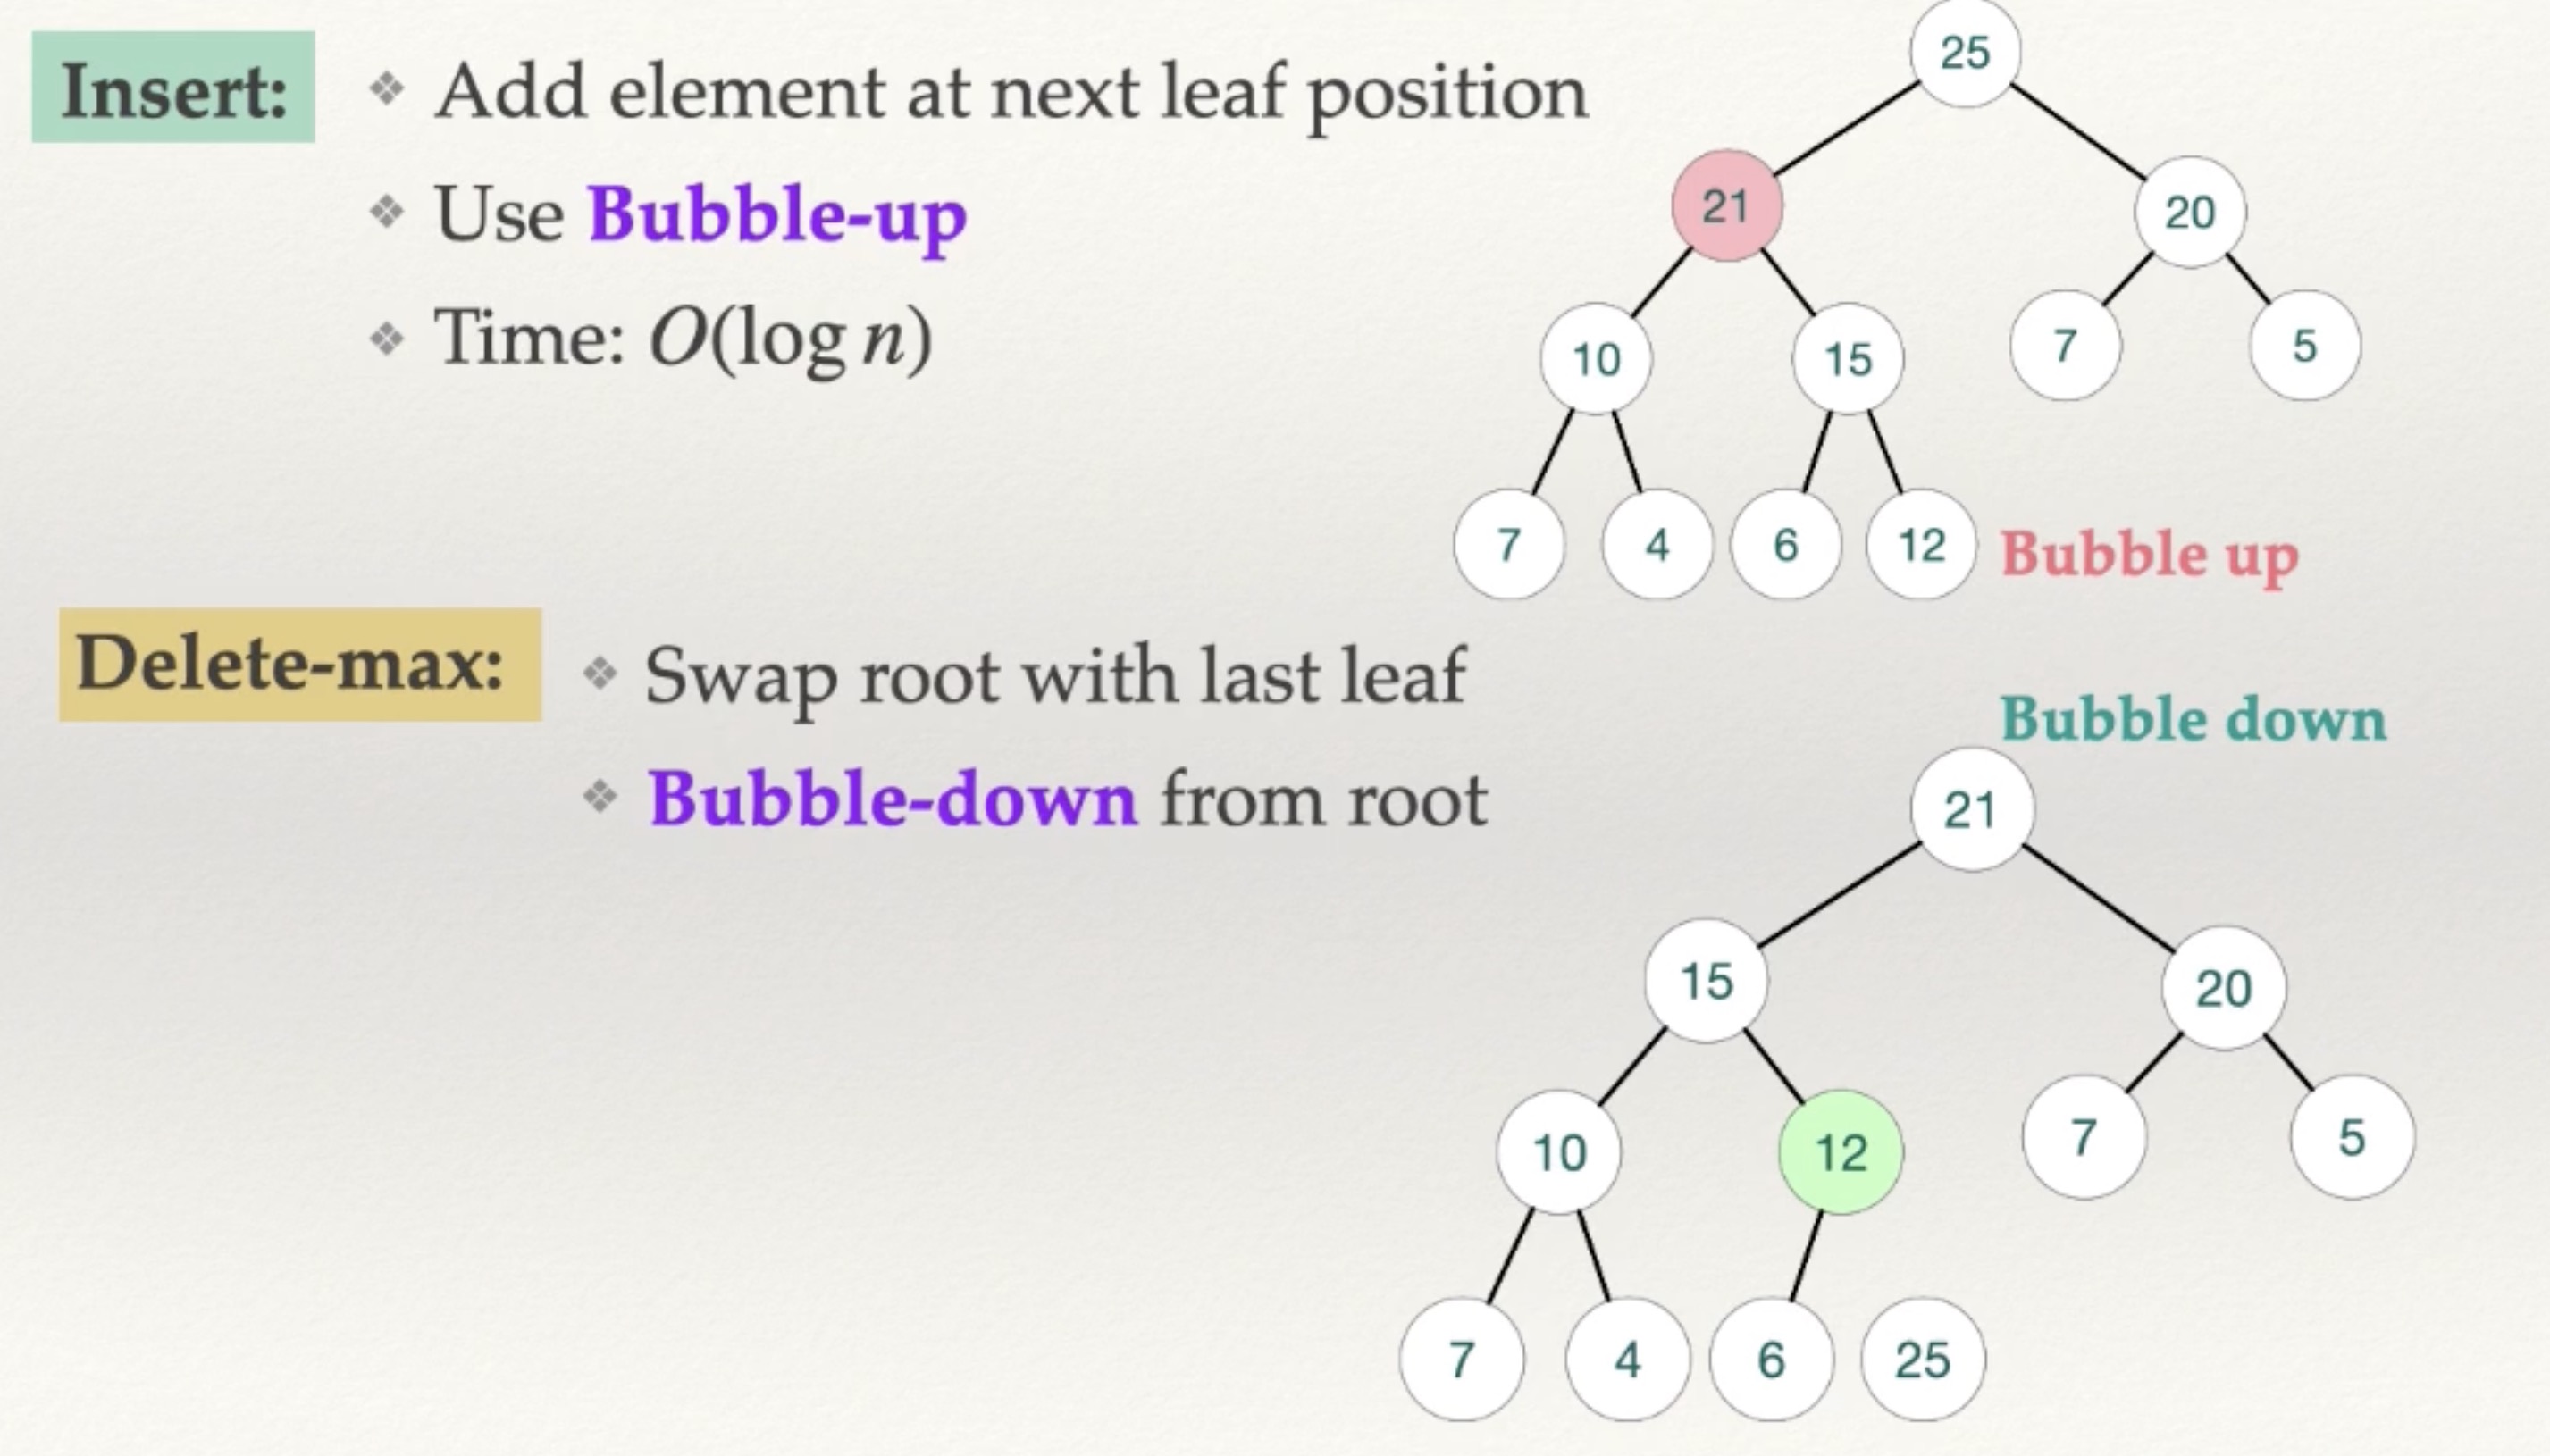 Insert:
❖ Add element at next leaf position
❖ Use Bubble-up
❖ Time: O(log n)
25
21
20
10
15
7
5
7
4
6
12
Bubble up
Delete-max:
❖ Swap root with last leaf
❖ Bubble-down from root
Bubble down
21
15
20
10
12
7
5
7
4
6
25